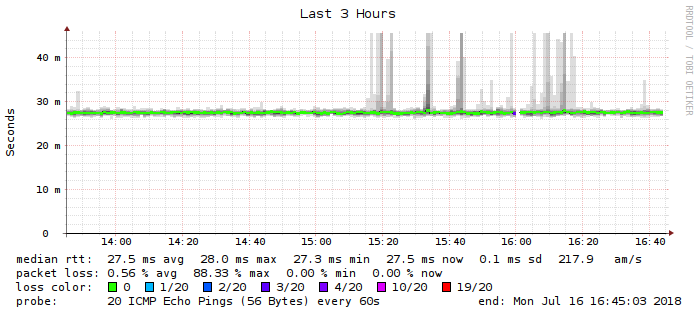 Last 3 Hours
RRDTOOL / TOBI OETIKER
Seconds
40 m
30 m
20 m
10 m
0
14:00 14:20 14:40 15:00 15:20 15:40 16:00 16:20 16:40
median rtt: 27.5 ms avg 28.0 ms max 27.3 ms min 27.5 ms now 0.1 ms sd 217.9 am/s
packet loss: 0.56 % avg 88.33 % max 0.00 % min 0.00 % now
loss color: 0 1/20 2/20 3/20 4/20 10/20 19/20
probe: 20 ICMP Echo Pings (56 Bytes) every 60s end: Mon Jul 16 16:45:03 2018